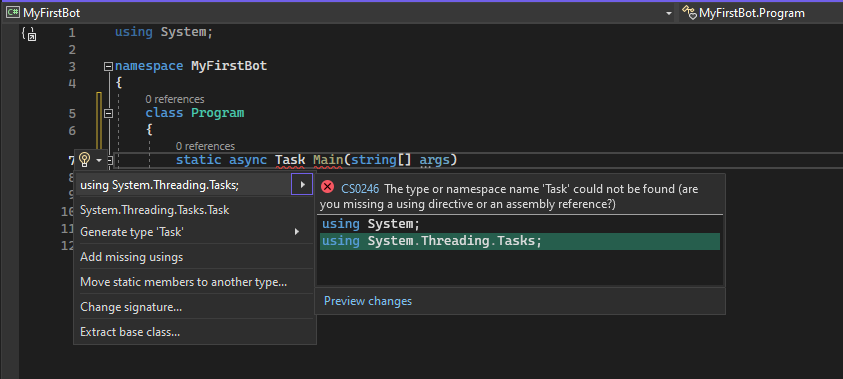 C# MyFirstBot
MyFirstBot.Program
1 using System;
2
3 namespace MyFirstBot
4 {
0 references
5 class Program
6 {
0 references
7 static async Task Main(string[] args)
8
using System.Threading.Tasks;
System.Threading.Tasks.Task
Generate type 'Task'
Add missing usings
Move static members to another type...
Change signature...
Extract base class...
10
11
12
CS0246 The type or namespace name 'Task' could not be found (are
you missing a using directive or an assembly reference?)
using System;
using System.Threading.Tasks;
Preview changes